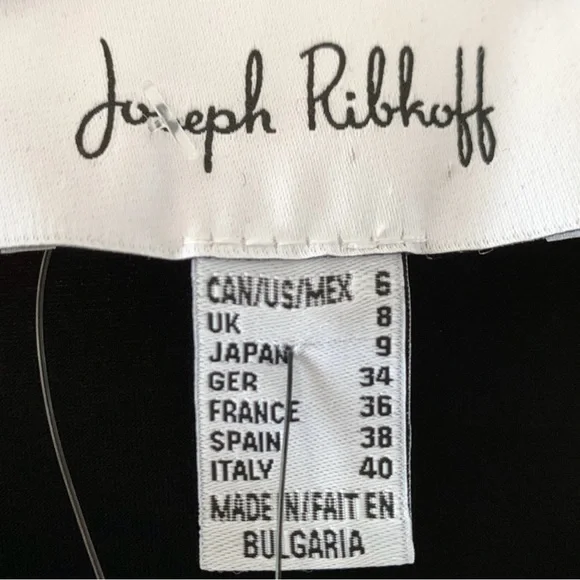 Joseph Ribkoff
CAN/US/MEX 6
UK 8
JAPAN 9
GER 34
FRANCE 36
SPAIN 38
ITALY 40
MADE IN/FAIT EN
BULGARIA